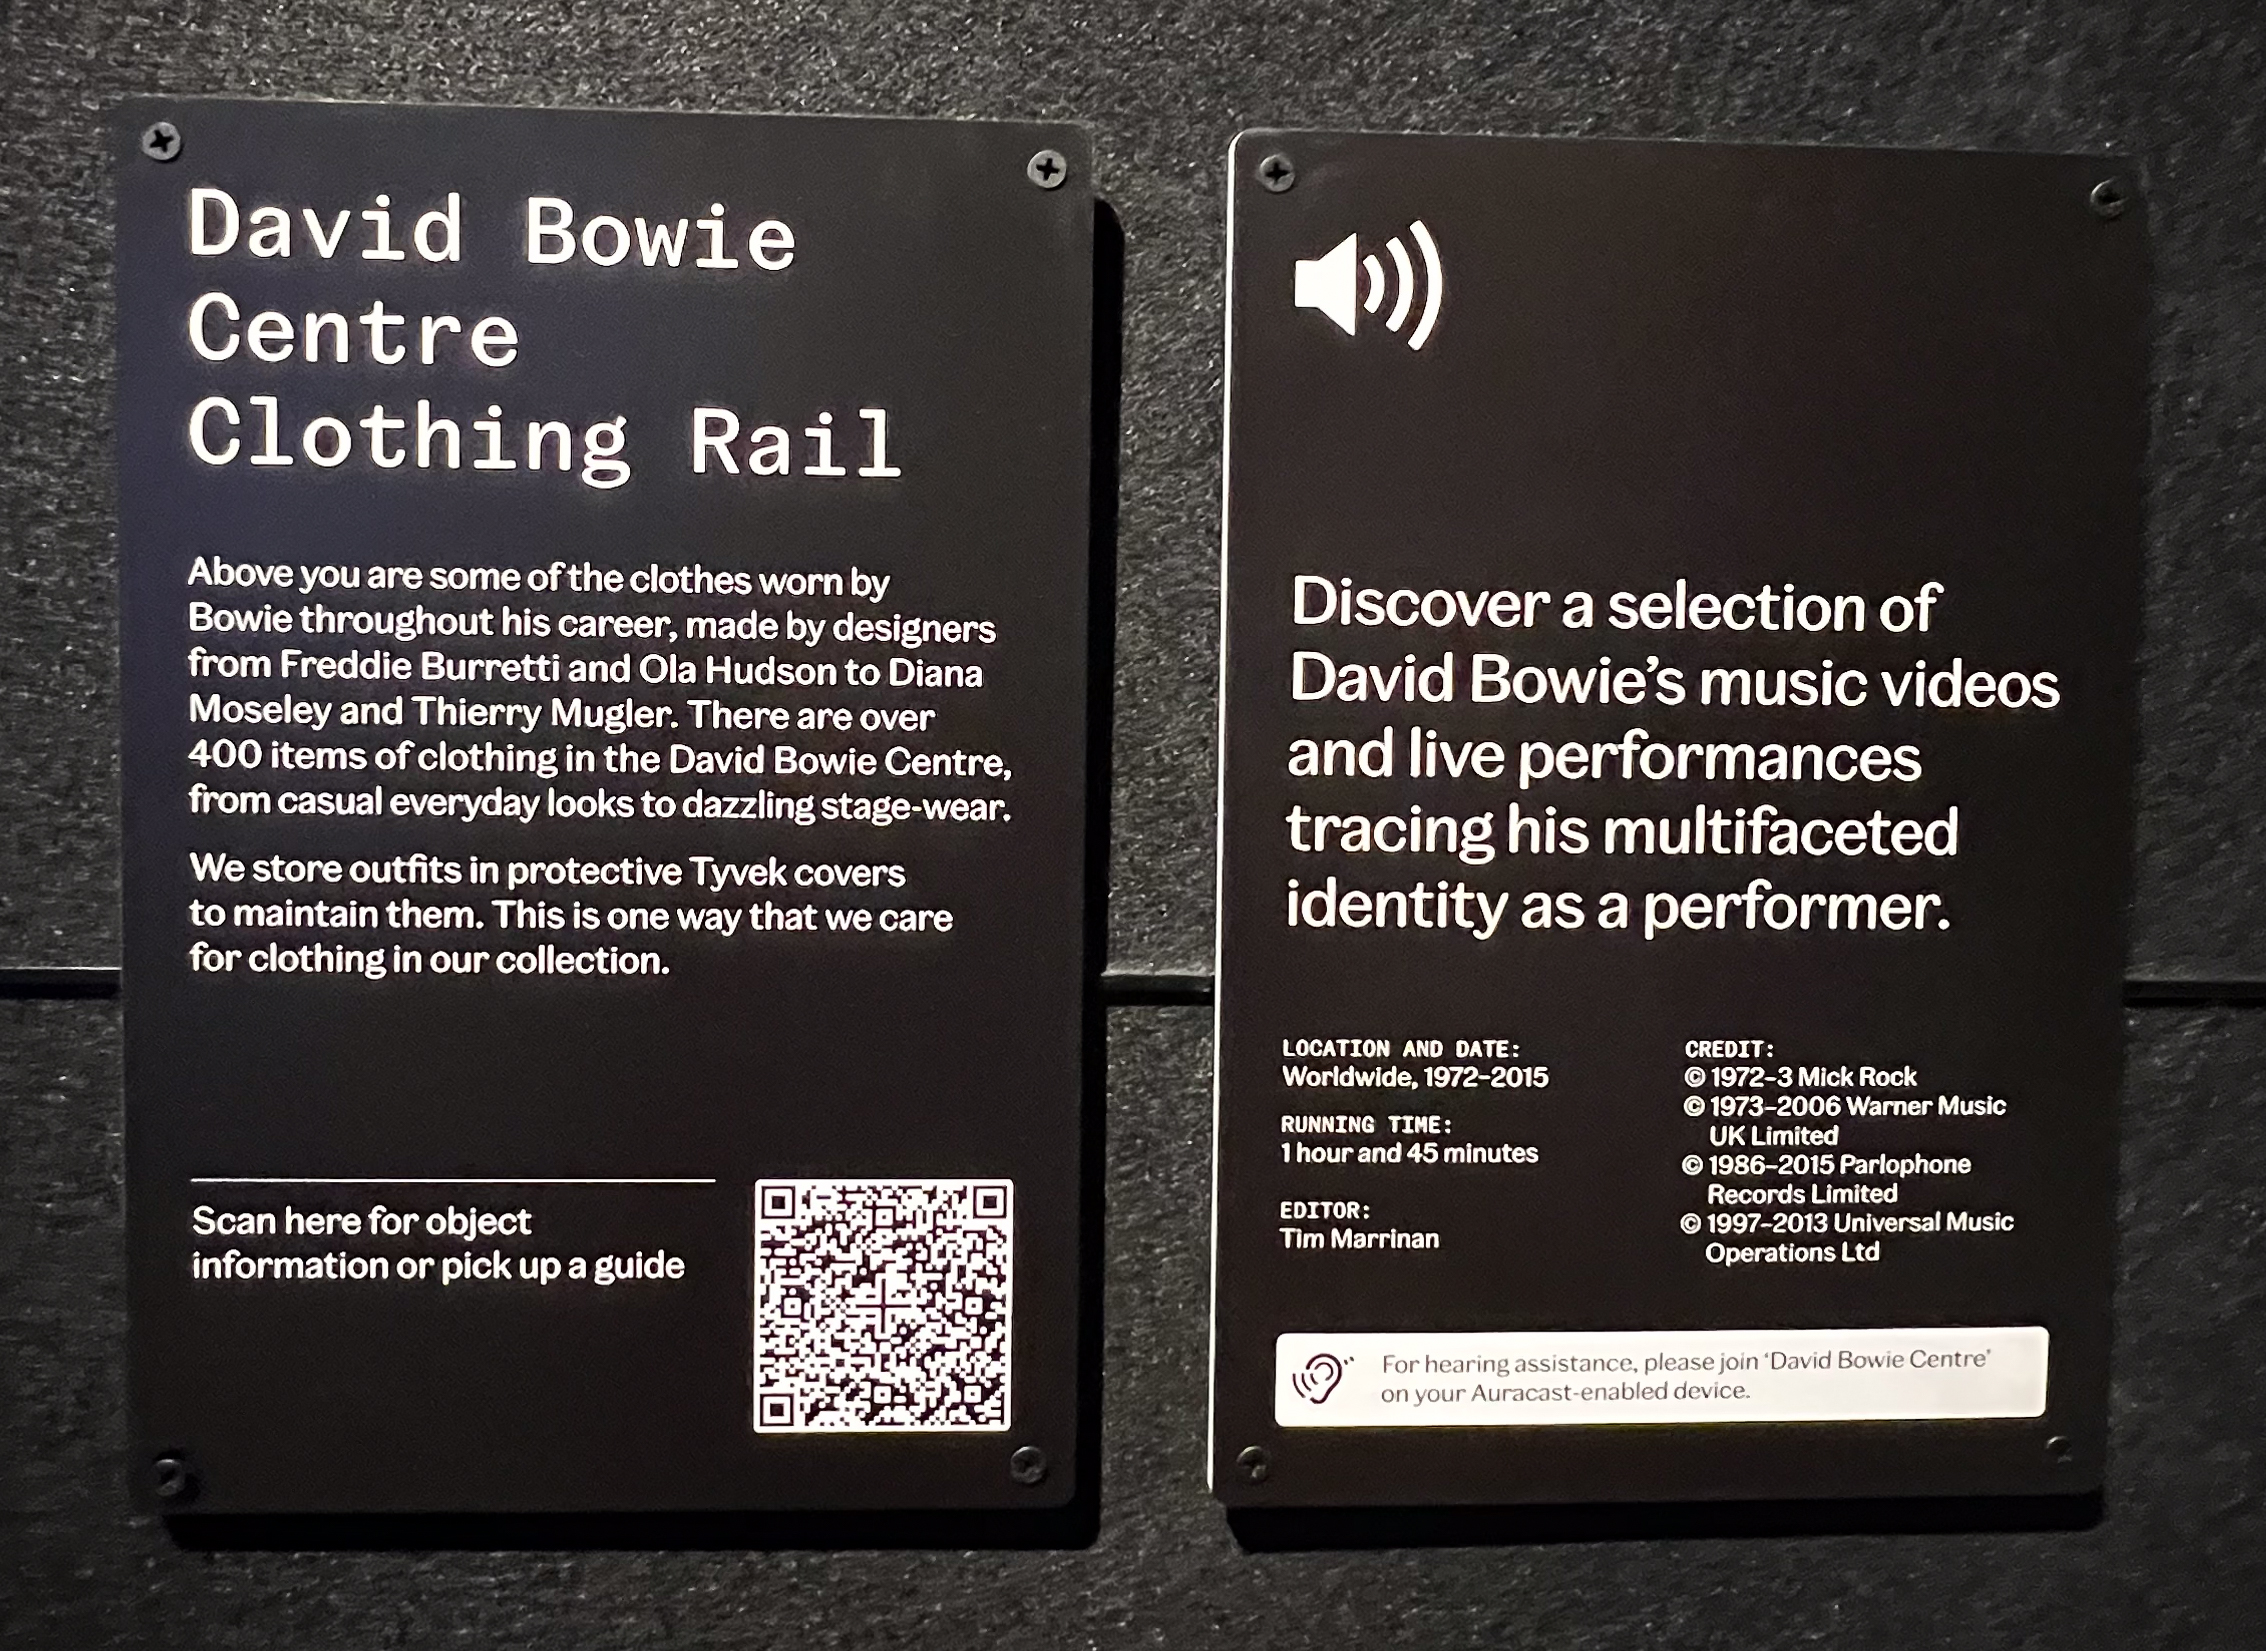 David Bowie
Centre
Clothing Rail
Above you are some of the clothes worn by
Bowie throughout his career, made by designers
from Freddie Burretti and Ola Hudson to Diana
Moseley and Thierry Mugler. There are over
400 items of clothing in the David Bowie Centre,
from casual everyday looks to dazzling stage-wear.
We store outfits in protective Tyvek covers
to maintain them. This is one way that we care
for clothing in our collection.
Scan here for object
information or pick up a guide
Discover a selection of
David Bowie’s music videos
and live performances
tracing his multifaceted
identity as a performer.
LOCATION AND DATE:
Worldwide, 1972–2015
RUNNING TIME:
1 hour and 45 minutes
EDITOR:
Tim Marrinan
CREDIT:
© 1972–3 Mick Rock
© 1973–2006 Warner Music
UK Limited
© 1986–2015 Parlophone
Records Limited
© 1997–2013 Universal Music
Operations Ltd
For hearing assistance, please join ‘David Bowie Centre’
on your Auracast-enabled device.